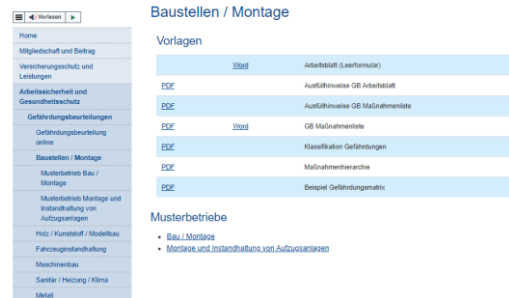 Vorlesen
Home
Mitgliedschaft und Beitrag
Versicherungsschutz und
Leistungen
Arbeitssicherheit und
Gesundheitsschutz
Gefährdungsbeurteilungen
Gefährdungsbeurteilung
online
Baustellen / Montage
Musterbetrieb Bau /
Montage
Musterbetrieb Montage und
Instandhaltung von
Aufzugsanlagen
Holz / Kunststoff / Modellbau
Fahrzeuginstandhaltung
Maschinenbau
Sanitär / Heizung / Klima
Metall
Baustellen / Montage
Vorlagen
Word Arbeitsblatt (Leerformular)
PDF Ausfüllhinweise GB Arbeitsblatt
PDF Ausfüllhinweise GB Maßnahmenliste
PDF Word GB Maßnahmenliste
PDF Klassifikation Gefährdungen
PDF Maßnahmenhierarchie
PDF Beispiel Gefährdungsmatrix
Musterbetriebe
Bau / Montage
Montage und Instandhaltung von Aufzugsanlagen